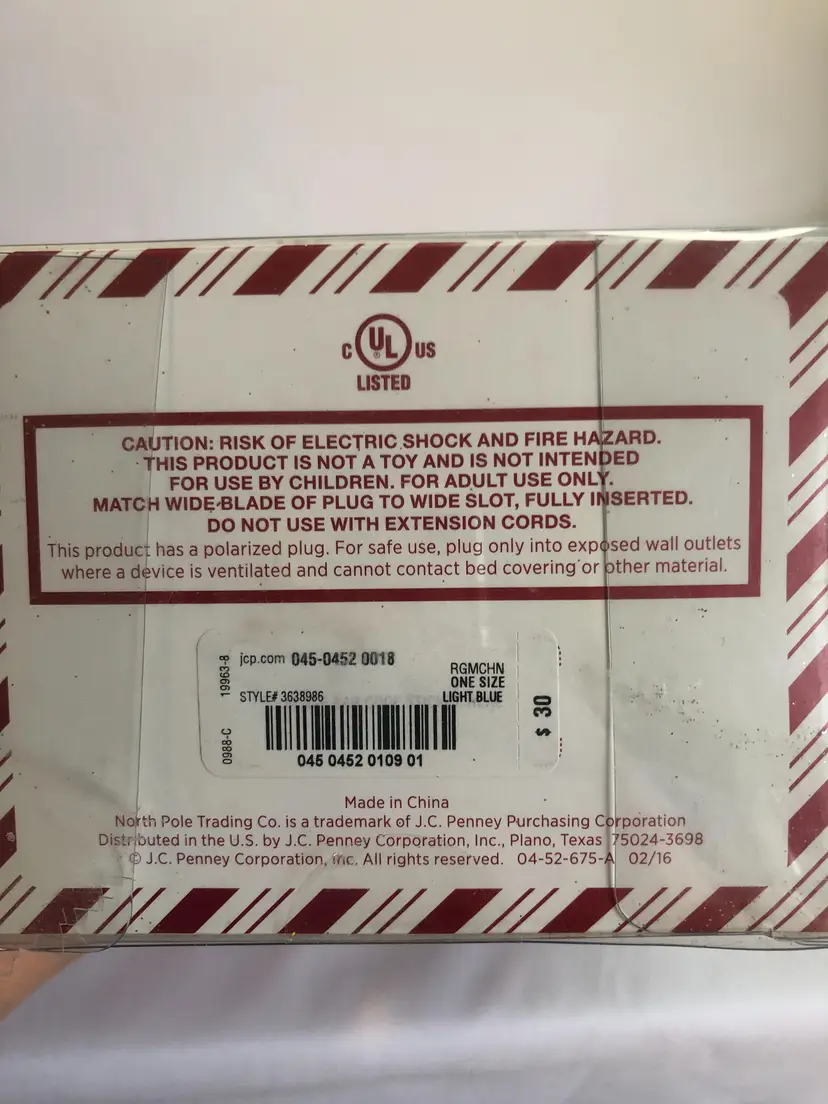 C UL US
LISTED
CAUTION: RISK OF ELECTRIC SHOCK AND FIRE HAZARD.
THIS PRODUCT IS NOT A TOY AND IS NOT INTENDED
FOR USE BY CHILDREN. FOR ADULT USE ONLY.
MATCH WIDE BLADE OF PLUG TO WIDE SLOT, FULLY INSERTED.
DO NOT USE WITH EXTENSION CORDS.
This product has a polarized plug. For safe use, plug only into exposed wall outlets
where a device is ventilated and cannot contact bed covering or other material.
19963-8
0988-C
jcp.com 045-0452 0018
RGMCHN
ONE SIZE
STYLE# 3638986
LIGHT BLUE
045 0452 0109 01
$ 30
Made in China
North Pole Trading Co. is a trademark of J.C. Penney Purchasing Corporation
Distributed in the U.S. by J.C. Penney Corporation, Inc., Plano, Texas 75024-3698
© J.C. Penney Corporation, Inc. All rights reserved. 04-52-675-A 02/16